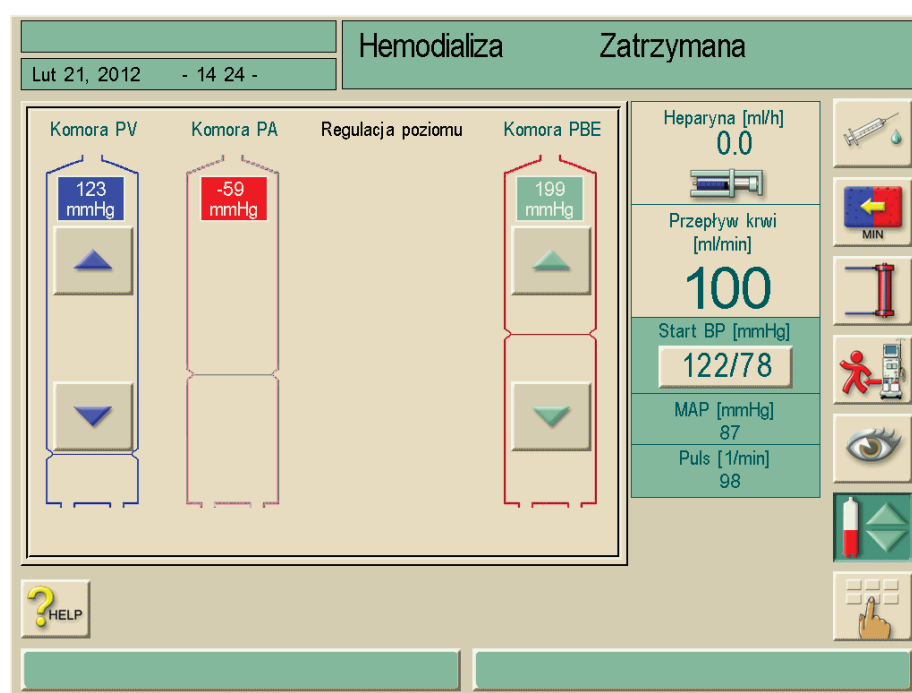 Hemodializa Zatrzymana
Lut 21, 2012 - 14 24 -
Komora PV Komora PA Regulacja poziomu Komora PBE
123
mmHg
-59
mmHg
199
mmHg
Heparyna [ml/h]
0.0
Przepływ krwi
[ml/min]
100
Start BP [mmHg]
122/78
MAP [mmHg]
87
Puls [1/min]
98
MIN
HELP